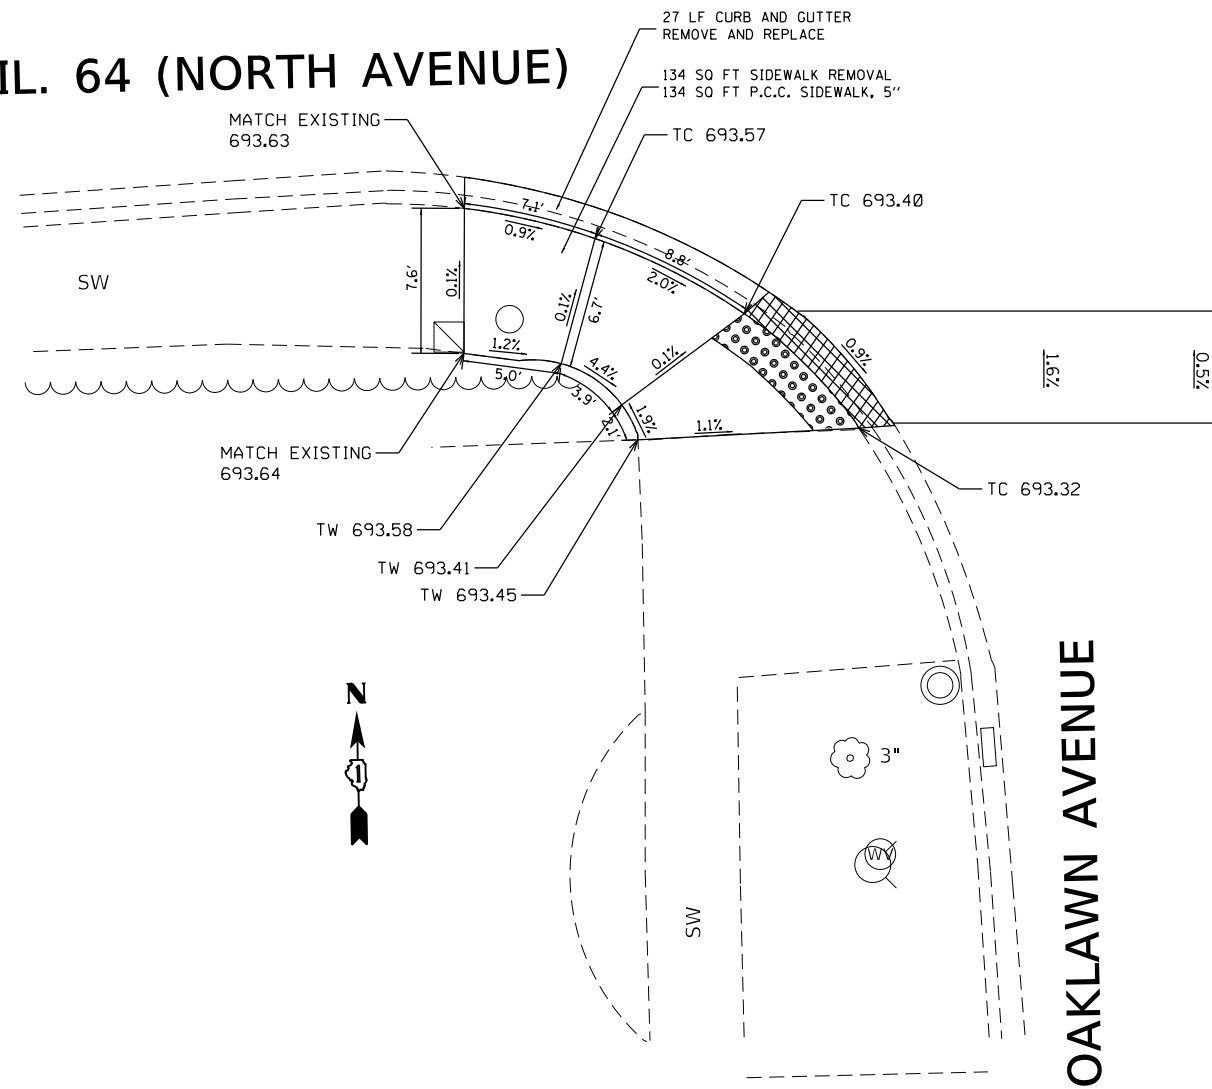 27 LF CURB AND GUTTER
REMOVE AND REPLACE
IL. 64 (NORTH AVENUE)
134 SQ FT SIDEWALK REMOVAL
134 SQ FT P.C.C. SIDEWALK, 5''
MATCH EXISTING
693.63
TC 693.57
TC 693.40
7.1'
0.9%
8.8'
2.0%
SW
7.6'
0.1%
0.1%
6.7'
1.2%
5.0'
4.4%
3.9'
0.1%
0.9%
1.6%
0.5%
1.9%
2.1'
1.1%
MATCH EXISTING
693.64
TC 693.32
TW 693.58
TW 693.41
TW 693.45
N
1
3"
WV
SW
OAKLAWN AVENUE